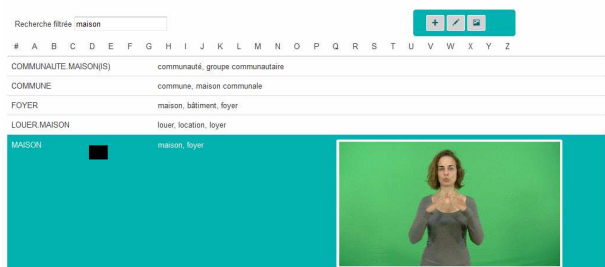 Recherche filtrée maison
# A B C D E F G H I J K L M N O P Q R S T U V W X Y Z
COMMUNAUTE.MAISON(IS) communauté, groupe communautaire
COMMUNE commune, maison communale
FOYER maison, bâtiment, foyer
LOUER.MAISON louer, location, loyer
MAISON maison, foyer